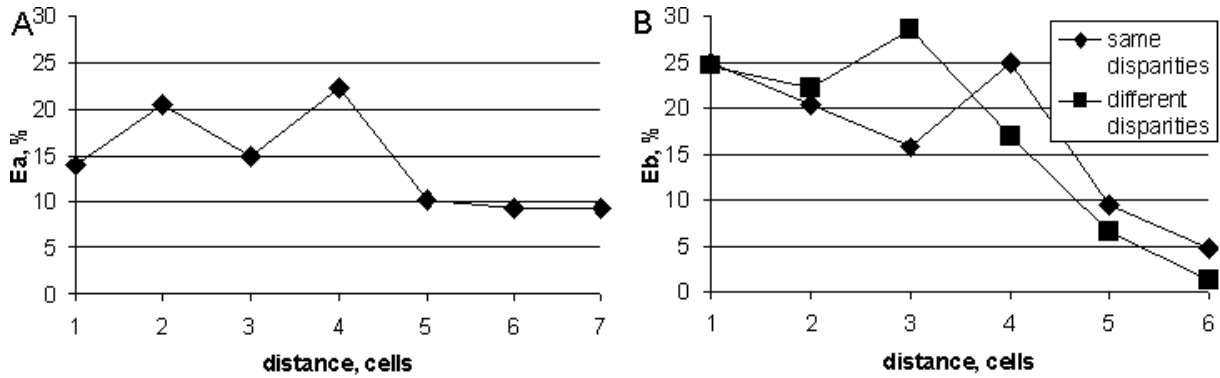 A
30
25
20
15
10
5
0
Ea, %
1 2 3 4 5 6 7
distance, cells
B
30
25
20
15
10
5
0
Eb, %
1 2 3 4 5 6
distance, cells
same
disparities
different
disparities